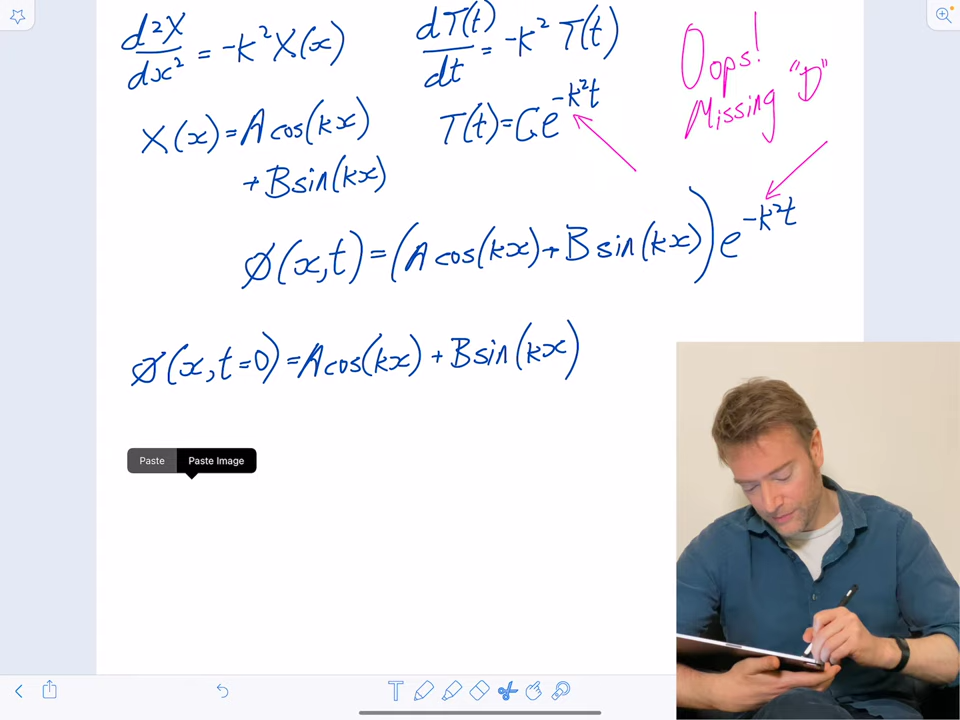 d²X/dx² = -k²X(x)
dT(t)/dt = -k² T(t)
Oops!
Missing "D"
X(x) = A cos(kx)
+ B sin(kx)
T(t) = C e^{-k²t}
ø(x,t) = (A cos(kx) + B sin(kx)) e^{-k²t}
ø(x,t=0) = A cos(kx) + B sin(kx)
Paste Paste Image
T